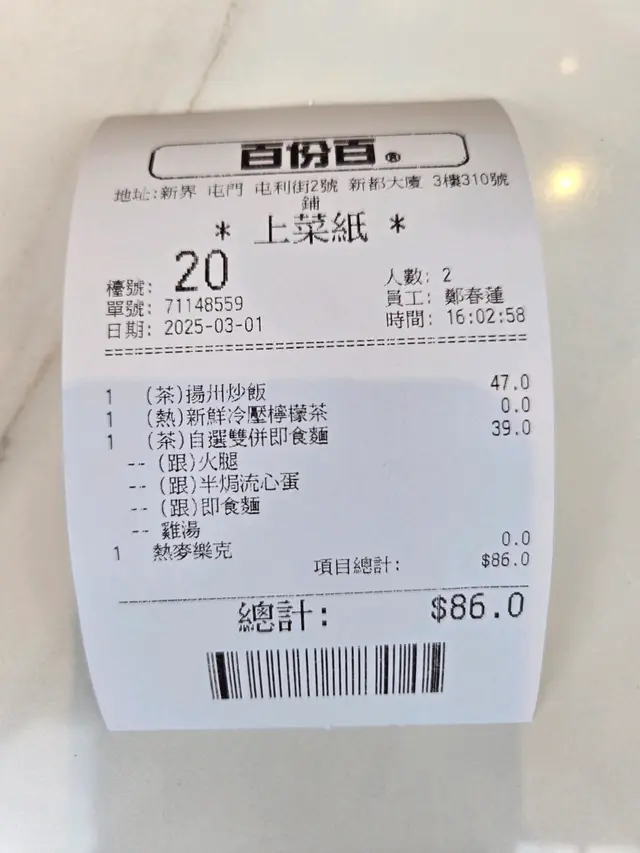 百份百®
地址:新界 屯門 屯利街2號 新都大廈 3樓310號
鋪
* 上菜紙 *
檯號: 20 人數: 2
單號: 71148559 員工: 鄭春蓮
日期: 2025-03-01 時間: 16:02:58
1 (茶)揚州炒飯 47.0
1 (熱)新鮮冷壓檸檬茶 0.0
1 (茶)自選雙併即食麵 39.0
-- (跟)火腿
-- (跟)半焗流心蛋
-- (跟)即食麵
-- 雞湯
1 熱麥樂克 0.0
項目總計: $86.0
總計: $86.0